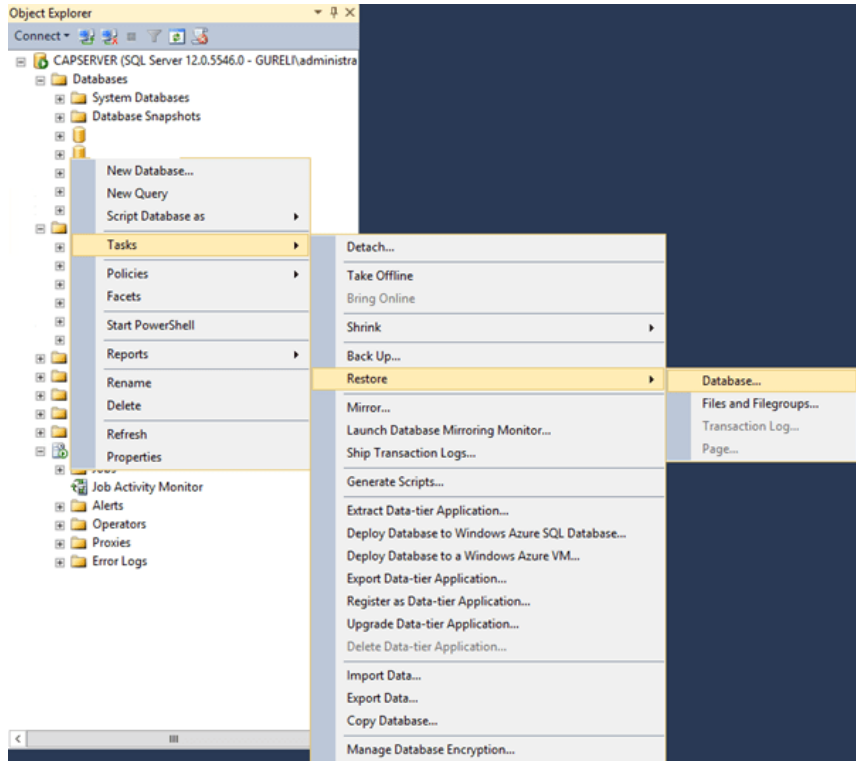 Object Explorer
Connect
CAPSERVER (SQL Server 12.0.5546.0 - GURELI\administra
Databases
System Databases
Database Snapshots
New Database...
New Query
Script Database as
Tasks
Policies
Facets
Start PowerShell
Reports
Rename
Delete
Refresh
Properties
Job Activity Monitor
Alerts
Operators
Proxies
Error Logs
Detach...
Take Offline
Bring Online
Shrink
Back Up...
Restore
Mirror...
Launch Database Mirroring Monitor...
Ship Transaction Logs...
Generate Scripts...
Extract Data-tier Application...
Deploy Database to Windows Azure SQL Database...
Deploy Database to a Windows Azure VM...
Export Data-tier Application...
Register as Data-tier Application...
Upgrade Data-tier Application...
Delete Data-tier Application...
Import Data...
Export Data...
Copy Database...
Manage Database Encryption...
Database...
Files and Filegroups...
Transaction Log...
Page...